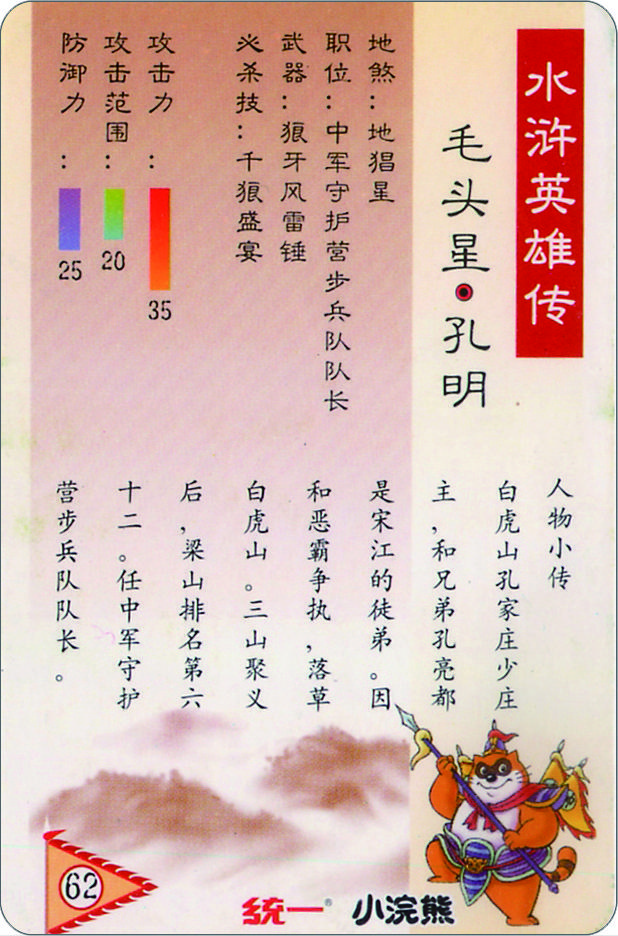 水浒英雄传
毛头星·孔明
地煞：地猖星
职位：中军守护营步兵队队长
武器：狼牙风雷锤
必杀技：千狼盛宴
攻击力：
35
攻击范围：
20
防御力：
25
人物小传
白虎山孔家庄少庄
主，和兄弟孔亮都
是宋江的徒弟。因
和恶霸争执，落草
白虎山。三山聚义
后，梁山排名第六
十二。任中军守护
营步兵队队长。
62
统一®
小浣熊